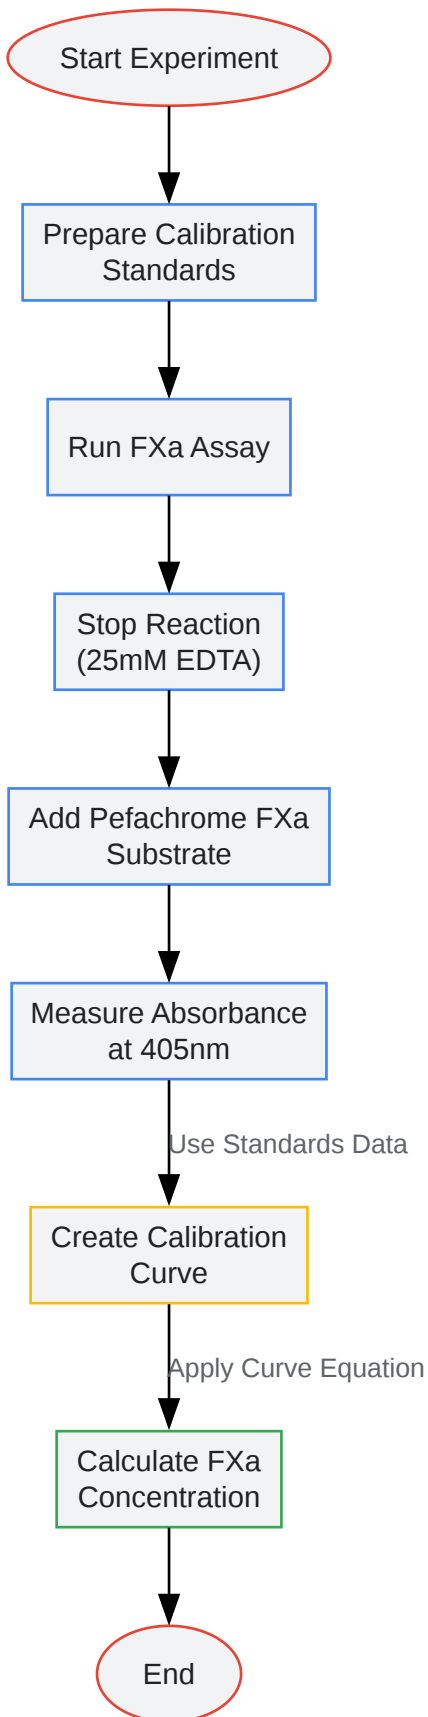 Start Experiment
Prepare Calibration
Standards
Run FXa Assay
Stop Reaction
(25mM EDTA)
Add Pefachrome FXa
Substrate
Measure Absorbance
at 405nm
Use Standards Data
Create Calibration
Curve
Apply Curve Equation
Calculate FXa
Concentration
End